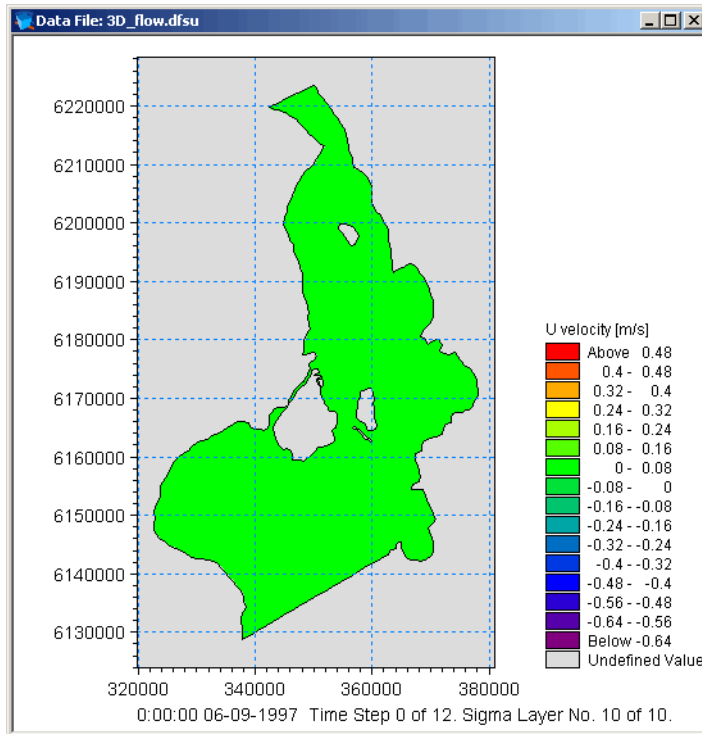 Data File: 3D_flow.dfsu
6220000
6210000
6200000
6190000
6180000
6170000
6160000
6150000
6140000
6130000
320000 340000 360000 380000
U velocity [m/s]
Above 0.48
0.4 - 0.48
0.32 - 0.4
0.24 - 0.32
0.16 - 0.24
0.08 - 0.16
0 - 0.08
-0.08 - 0
-0.16 - -0.08
-0.24 - -0.16
-0.32 - -0.24
-0.4 - -0.32
-0.48 - -0.4
-0.56 - -0.48
-0.64 - -0.56
Below -0.64
Undefined Value
0:00:00 06-09-1997 Time Step 0 of 12. Sigma Layer No. 10 of 10.